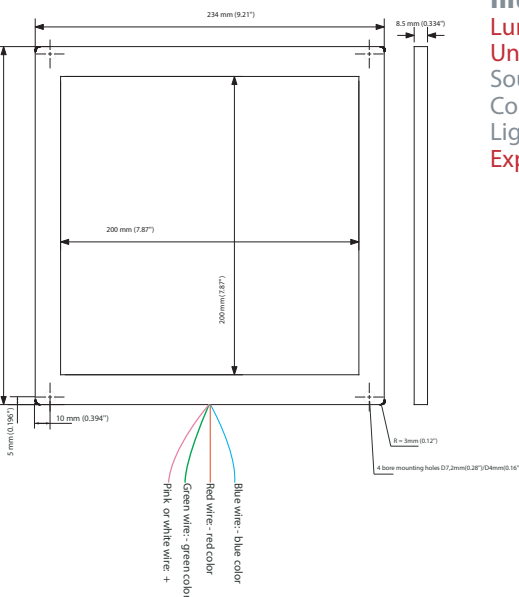 234 mm (9.21")
8.5 mm (0.334")
200 mm (7.87")
200 mm(7.87")
5 mm (0.196")
10 mm (0.394")
R = 3mm (0.12")
4 bore mounting holes D7,2mm(0.28")/D4mm(0.16"
Blue wire: - blue color
Red wire: - red color
Green wire: - green color
Pink or white wire: +
Lur
Un
Sou
Co
Lig
Exp